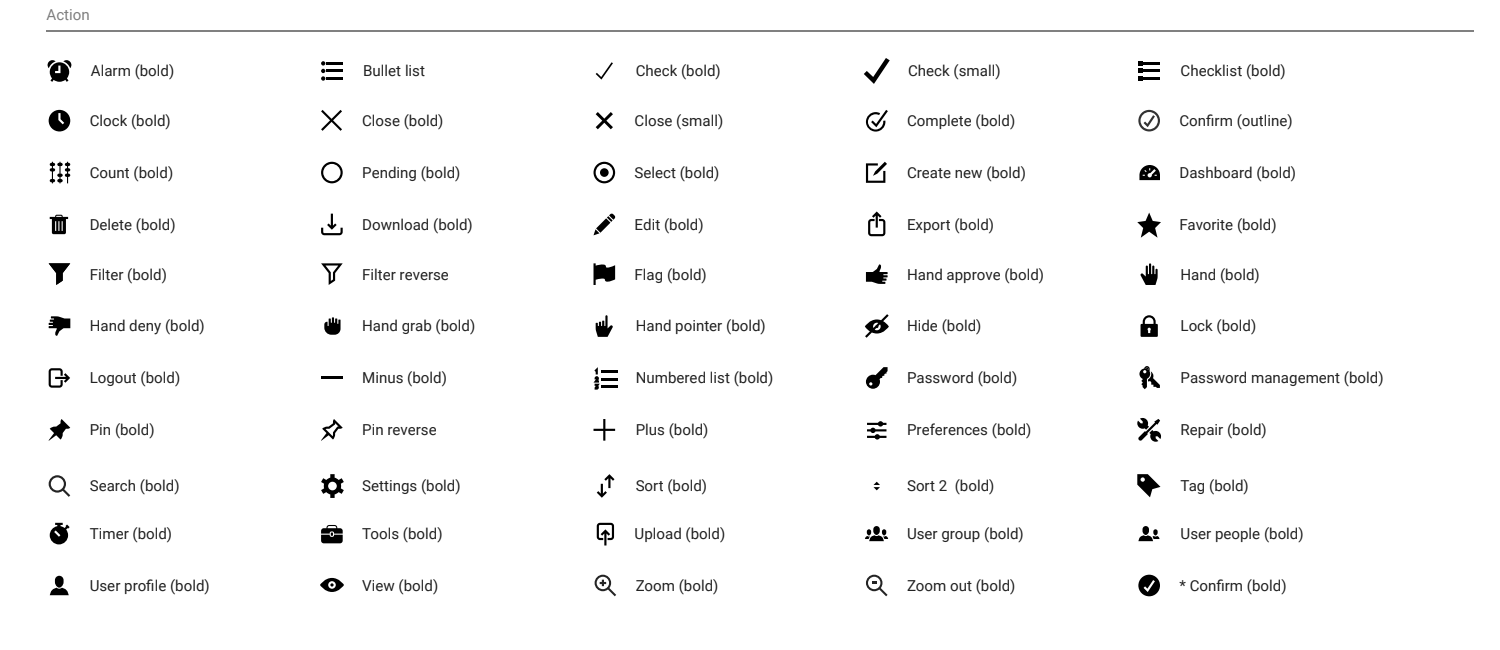 Action
Alarm (bold)
Bullet list
Check (bold)
Check (small)
Checklist (bold)
Clock (bold)
Close (bold)
Close (small)
Complete (bold)
Confirm (outline)
Count (bold)
Pending (bold)
Select (bold)
Create new (bold)
Dashboard (bold)
Delete (bold)
Download (bold)
Edit (bold)
Export (bold)
Favorite (bold)
Filter (bold)
Filter reverse
Flag (bold)
Hand approve (bold)
Hand (bold)
Hand deny (bold)
Hand grab (bold)
Hand pointer (bold)
Hide (bold)
Lock (bold)
Logout (bold)
Minus (bold)
Numbered list (bold)
Password (bold)
Password management (bold)
Pin (bold)
Pin reverse
Plus (bold)
Preferences (bold)
Repair (bold)
Search (bold)
Settings (bold)
Sort (bold)
Sort 2 (bold)
Tag (bold)
Timer (bold)
Tools (bold)
Upload (bold)
User group (bold)
User people (bold)
User profile (bold)
View (bold)
Zoom (bold)
Zoom out (bold)
* Confirm (bold)